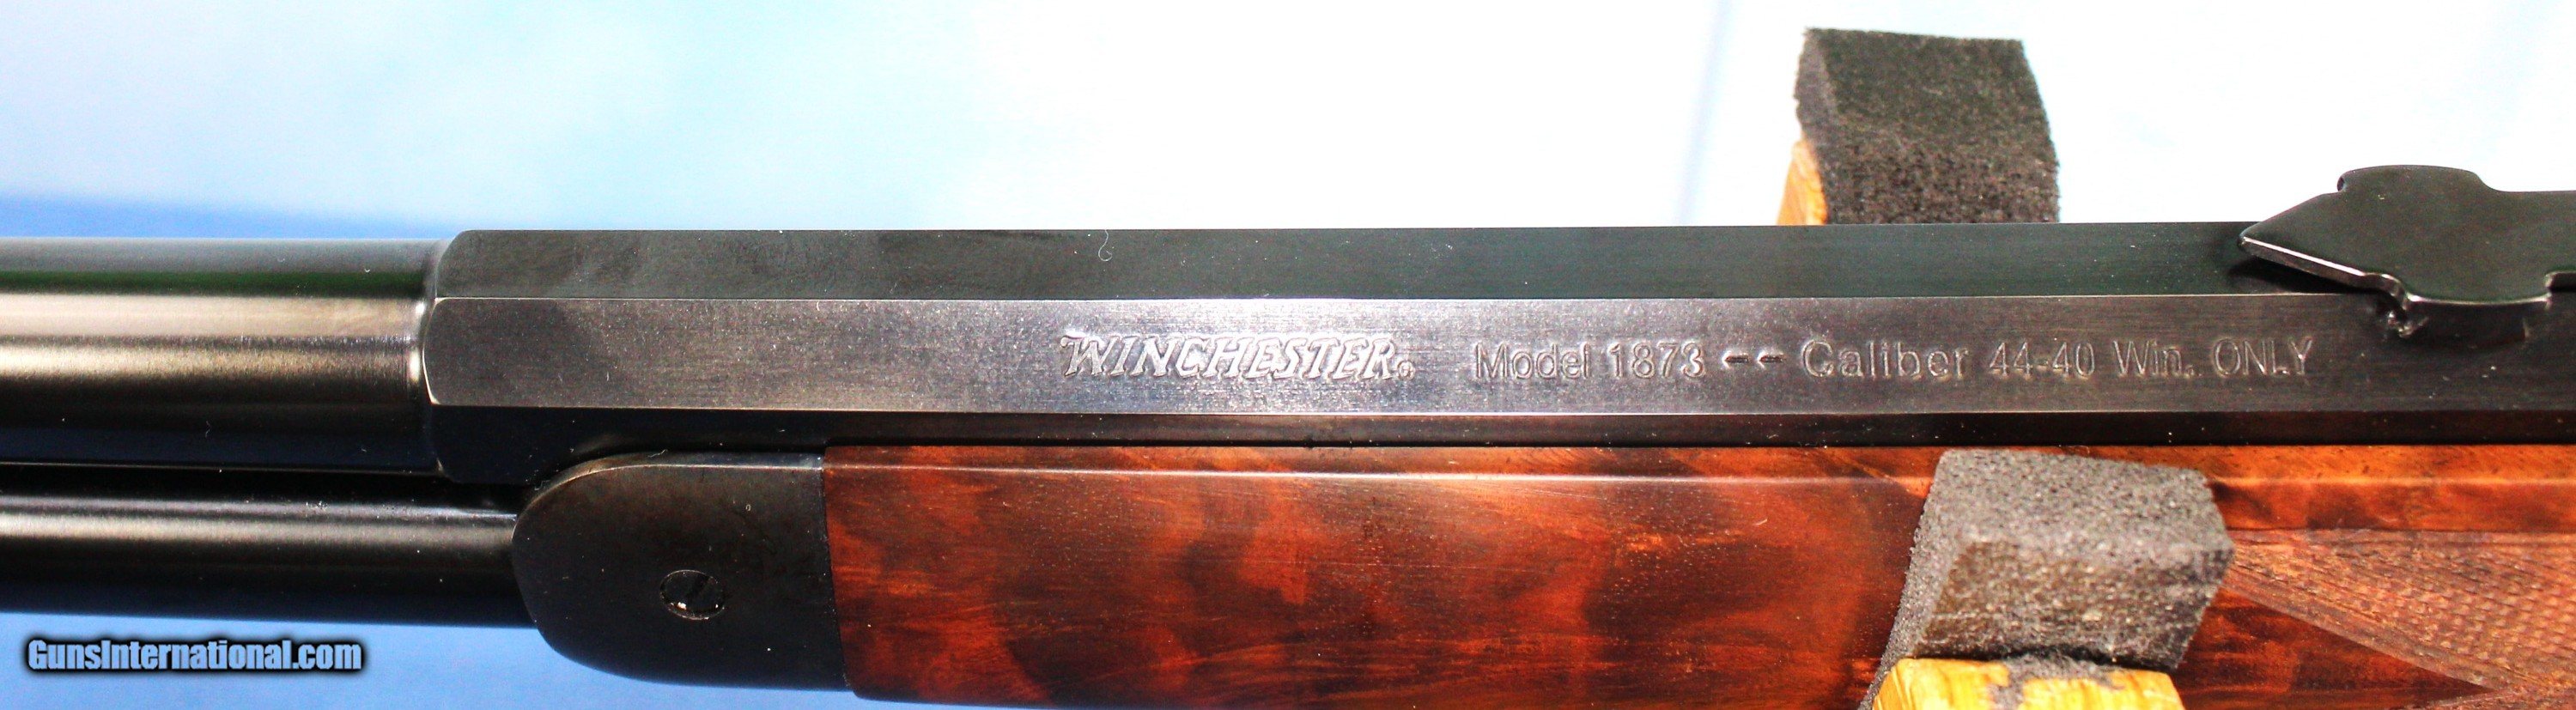 WINCHESTER® Model 1873 -- Caliber 44-40 Win. ONLY
GunsInternational.com